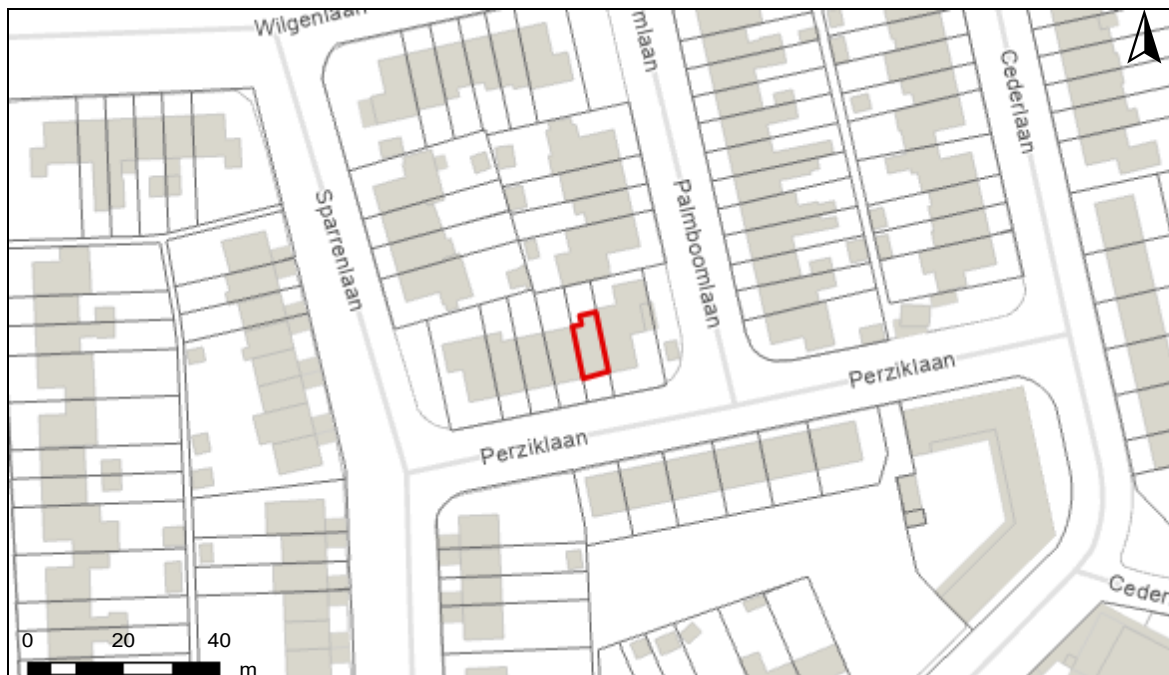 Wilgenlaan
mlaan
Cederlaan
Sparrenlaan
Palmboomlaan
Perziklaan
Perziklaan
Ceder
0 20 40
m